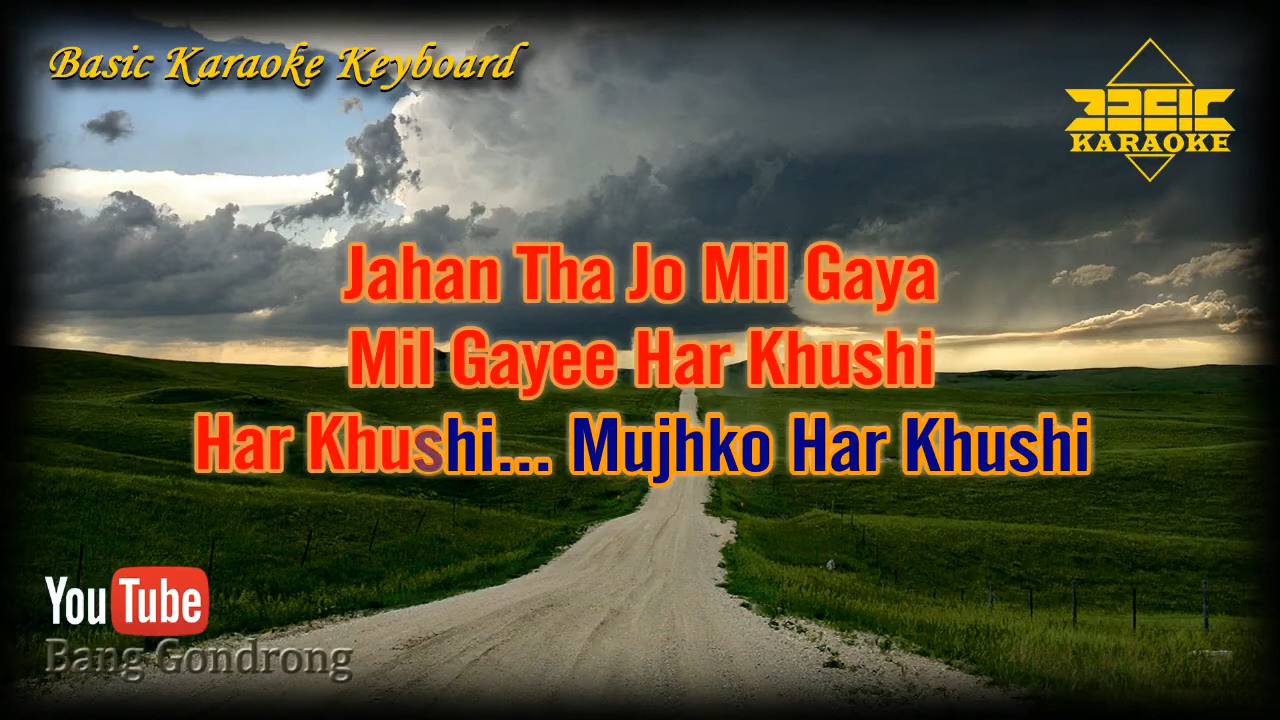 Basic Karaoke Keyboard
BASIC
KARAOKE
Jahan Tha Jo Mil Gaya
Mil Gayee Har Khushi
Har Khushi... Mujhko Har Khushi
YouTube
Bang Gondrong